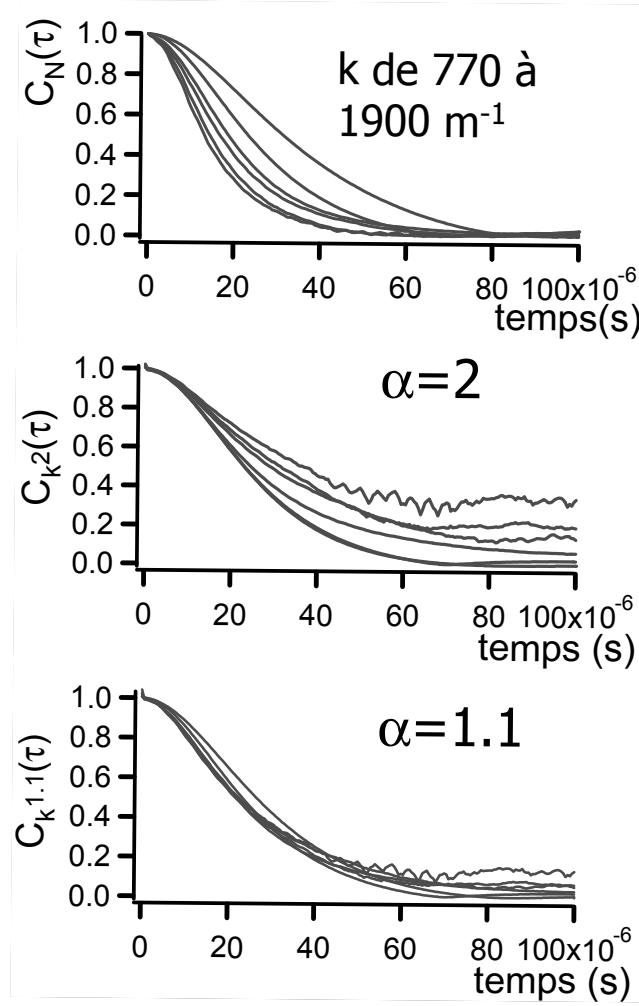 C_N(τ)
1.0
0.8
0.6
0.4
0.2
0.0
k de 770 à
1900 m⁻¹
0 20 40 60 80 100x10⁻⁶
temps(s)
C_k²(τ)
1.0
0.8
0.6
0.4
0.2
0.0
α=2
0 20 40 60 80 100x10⁻⁶
temps (s)
C_k¹·¹(τ)
1.0
0.8
0.6
0.4
0.2
0.0
α=1.1
0 20 40 60 80 100x10⁻⁶
temps (s)